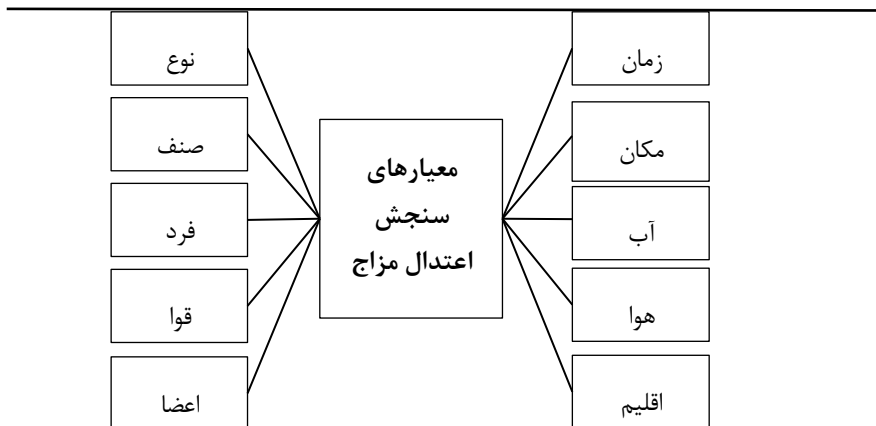 زمان
مکان
آب
هوا
اقلیم
معیارهای
سنجش
اعتدال مزاج
نوع
صنف
فرد
قوا
اعضا